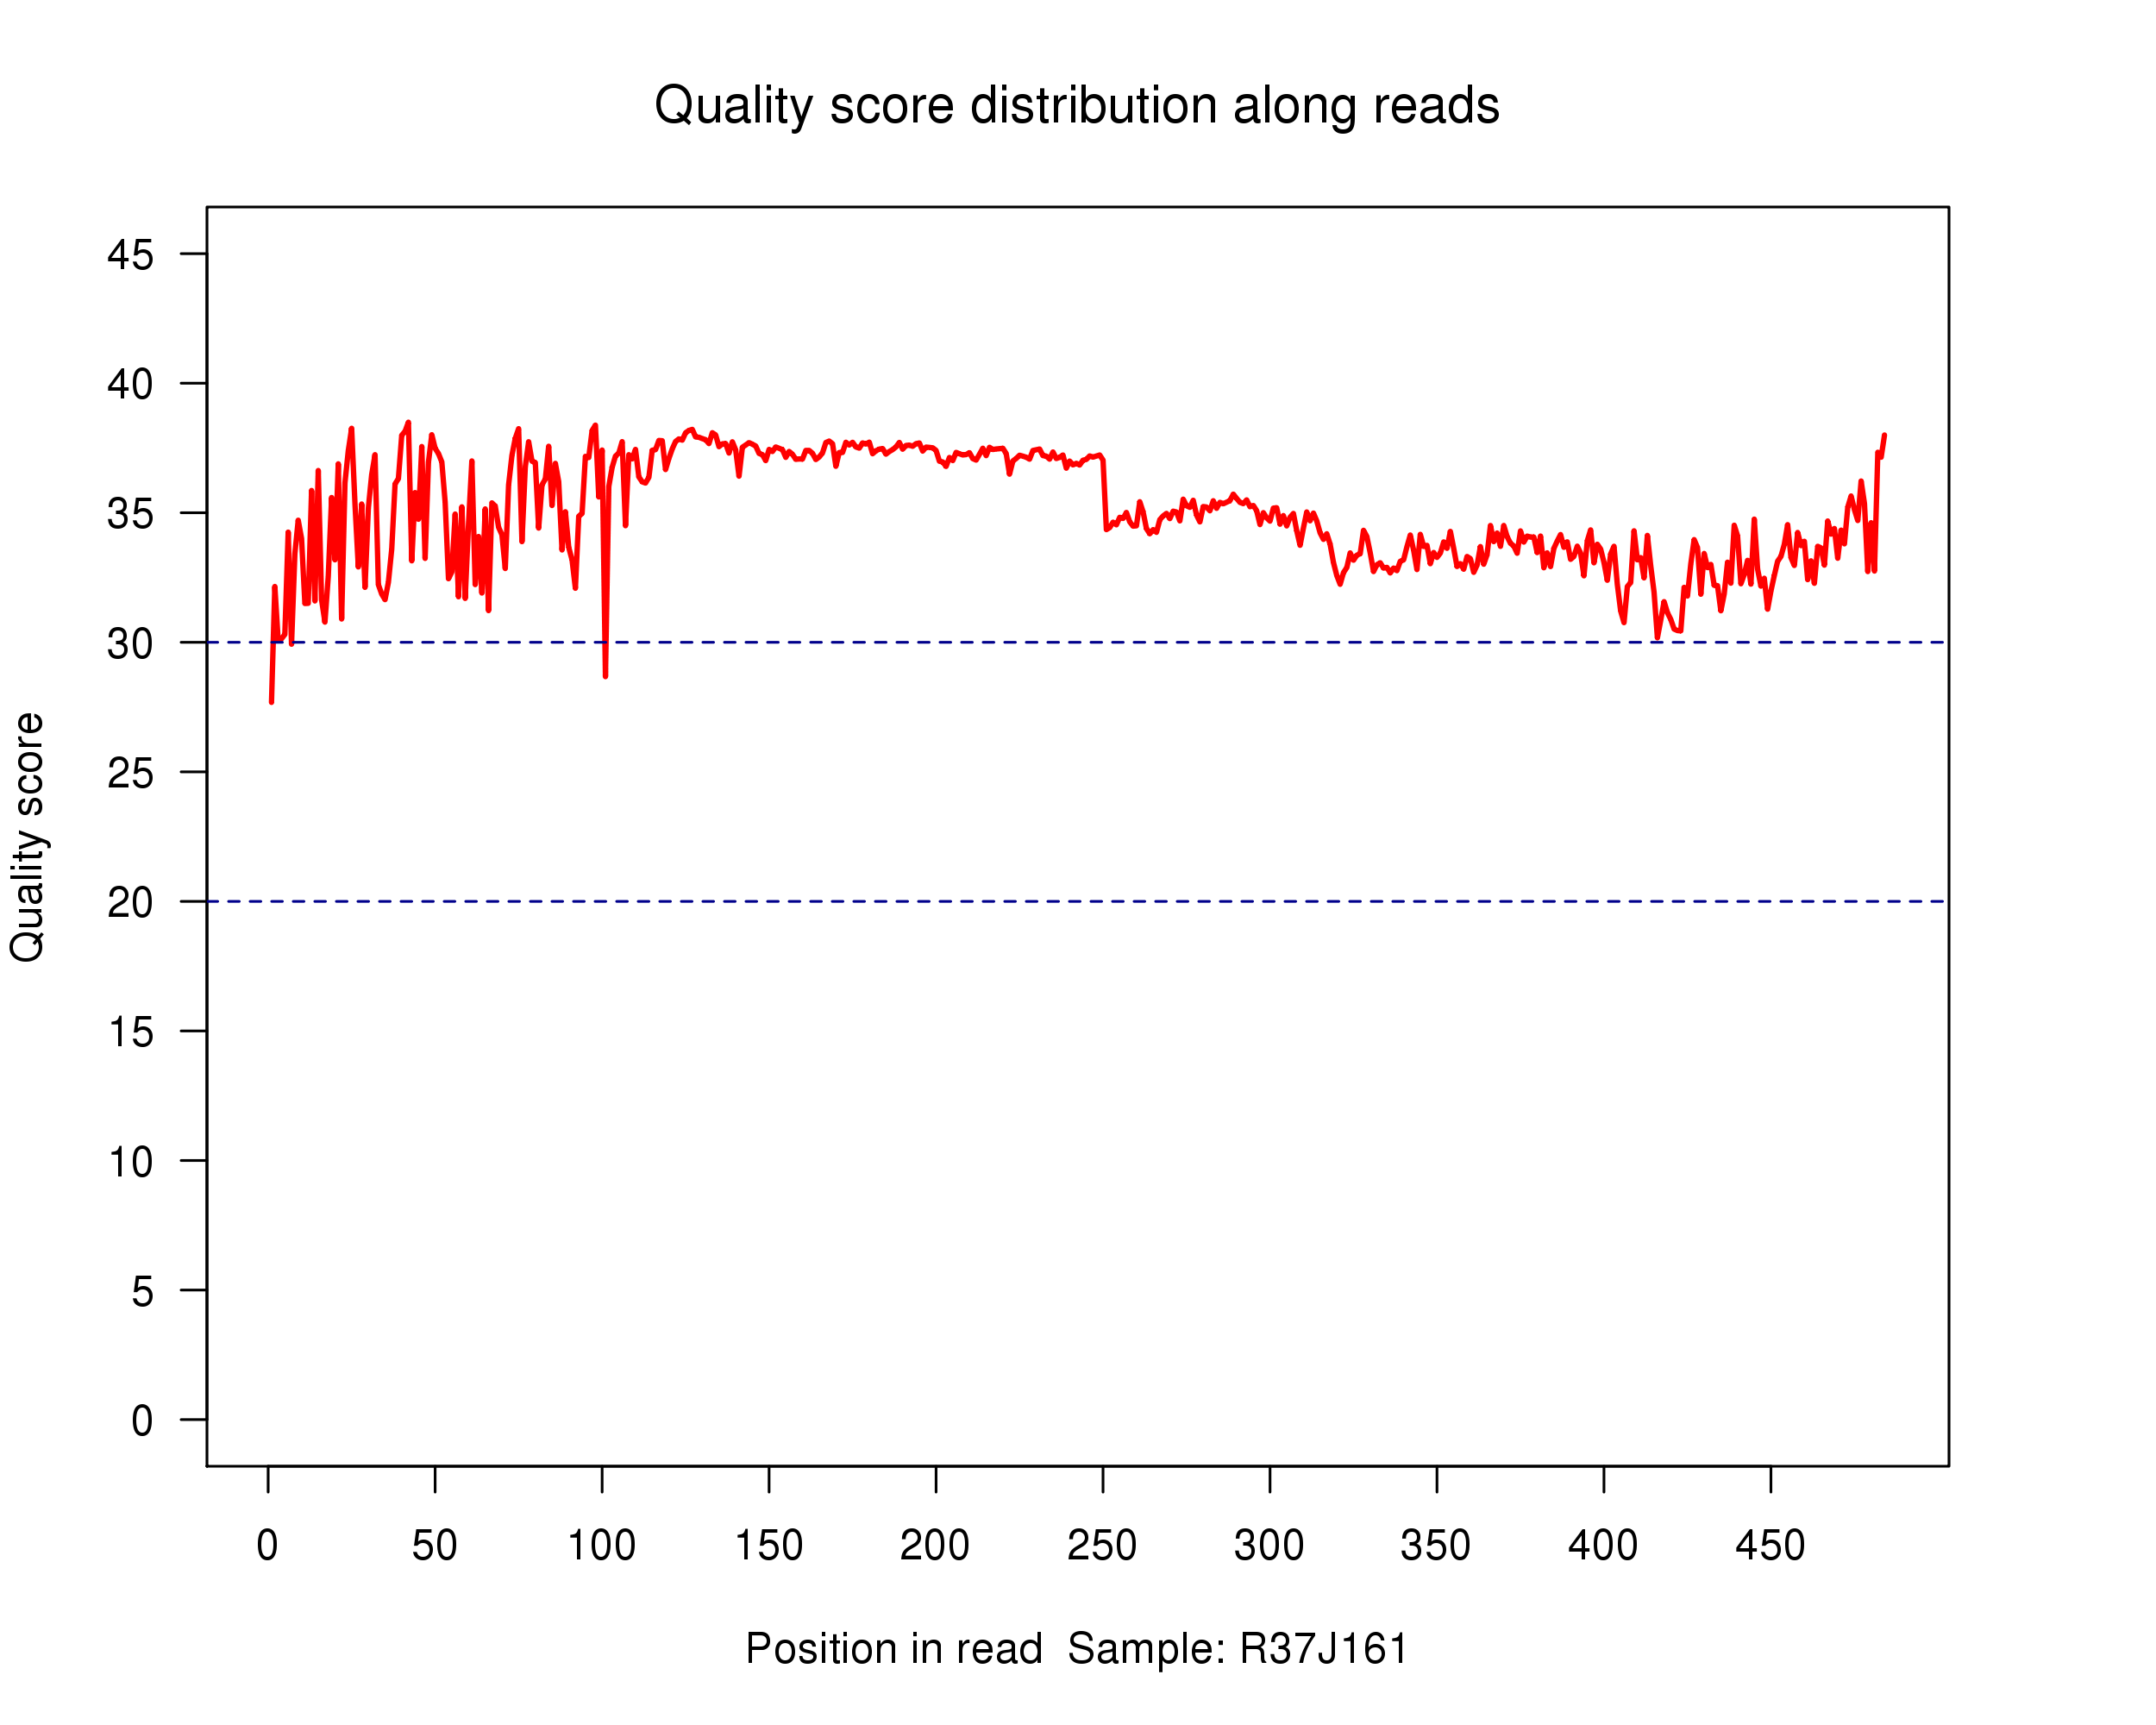 Quality score distribution along reads
45
40
35
30
25
20
15
10
5
0
Quality score
0 50 100 150 200 250 300 350 400 450
Position in read  Sample: R37J161